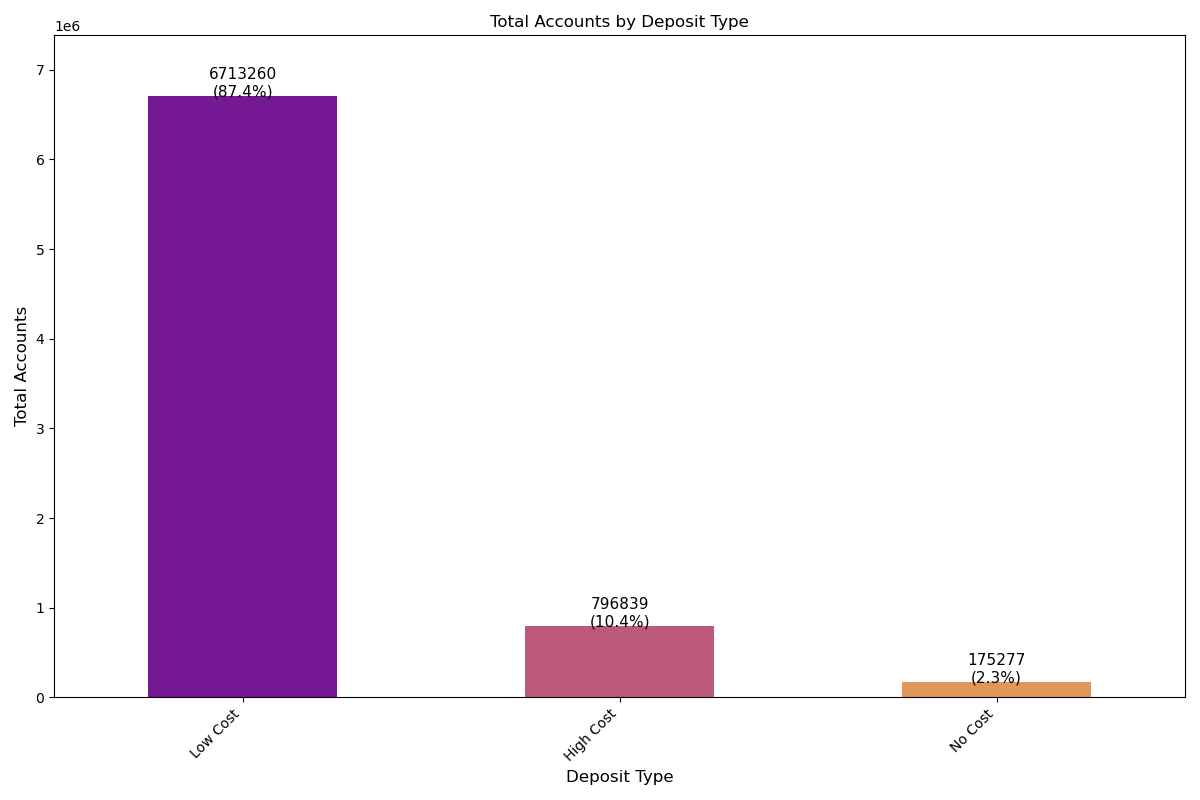 Total Accounts by Deposit Type
1e6
7
6
5
4
3
2
1
0
Total Accounts
6713260
(87.4%)
796839
(10.4%)
175277
(2.3%)
Low Cost
High Cost
No Cost
Deposit Type